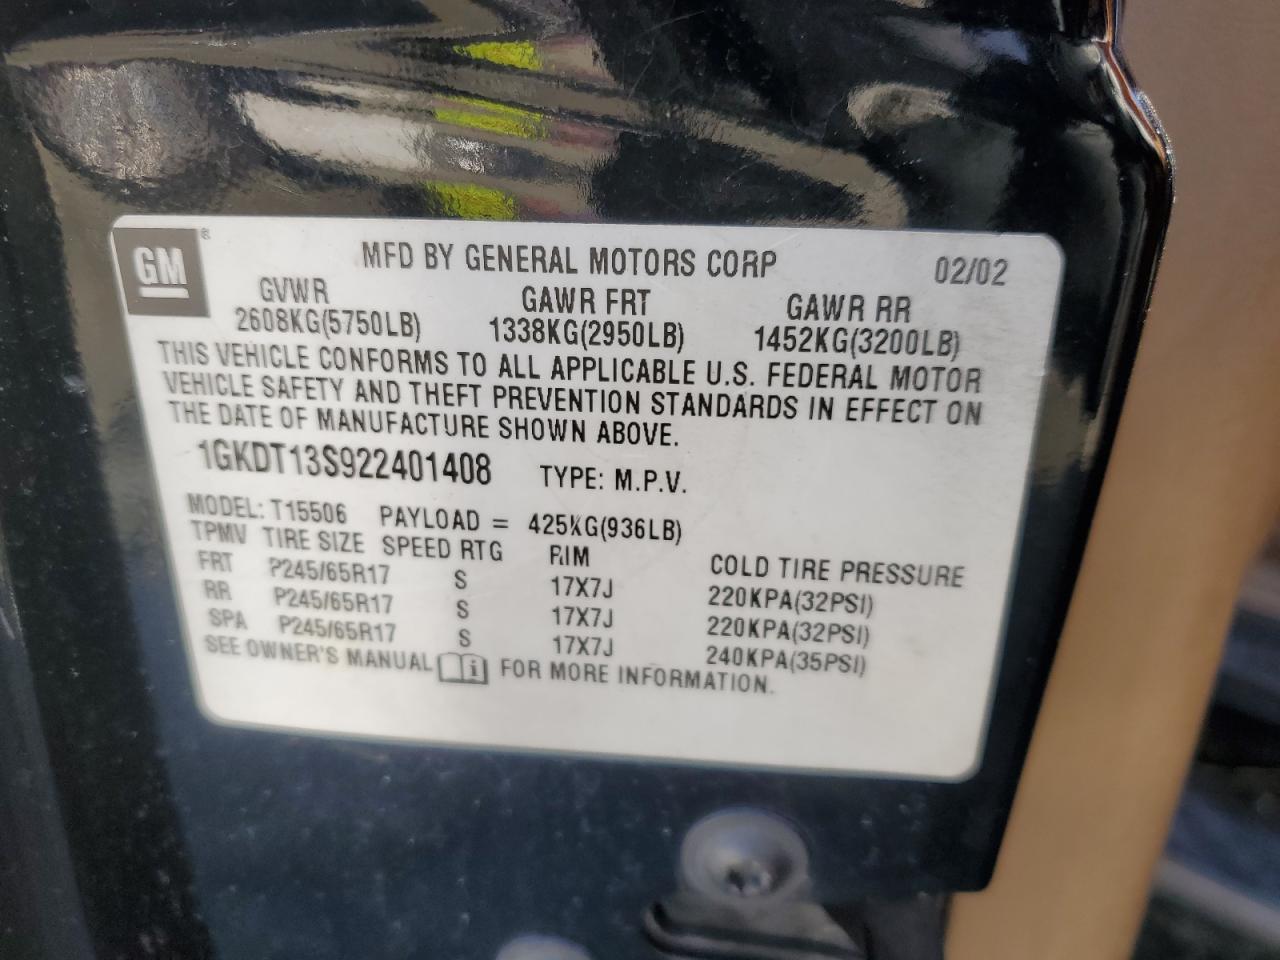 GM ®
MFD BY GENERAL MOTORS CORP 02/02
GVWR GAWR FRT GAWR RR
2608KG(5750LB) 1338KG(2950LB) 1452KG(3200LB)
THIS VEHICLE CONFORMS TO ALL APPLICABLE U.S. FEDERAL MOTOR
VEHICLE SAFETY AND THEFT PREVENTION STANDARDS IN EFFECT ON
THE DATE OF MANUFACTURE SHOWN ABOVE.
1GKDT13S922401408 TYPE: M.P.V.
MODEL: T15506 PAYLOAD = 425KG(936LB)
TPMV TIRE SIZE SPEED RTG RIM COLD TIRE PRESSURE
FRT P245/65R17 S 17X7J 220KPA(32PSI)
RR P245/65R17 S 17X7J 220KPA(32PSI)
SPA P245/65R17 S 17X7J 240KPA(35PSI)
SEE OWNER'S MANUAL i FOR MORE INFORMATION.